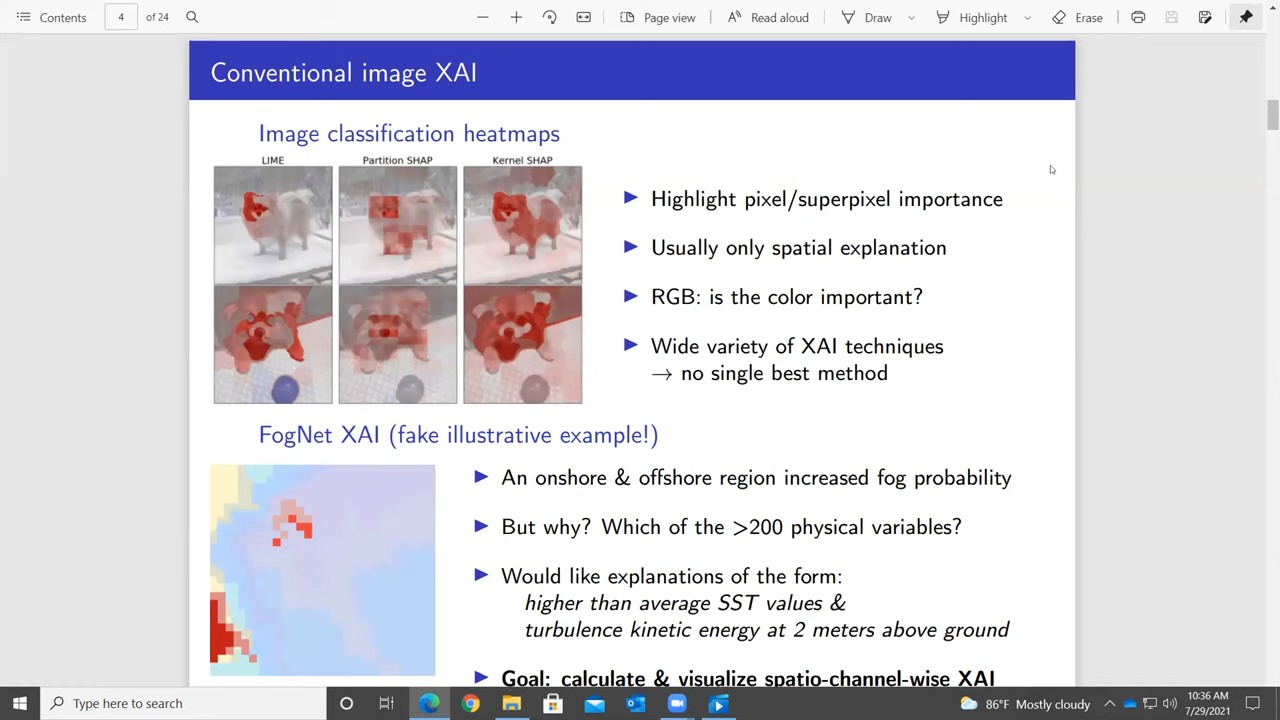 Contents
4
of 24
Page view
Read aloud
Draw
Highlight
Erase
Conventional image XAI
Image classification heatmaps
LIME
Partition SHAP
Kernel SHAP
▶ Highlight pixel/superpixel importance
▶ Usually only spatial explanation
▶ RGB: is the color important?
▶ Wide variety of XAI techniques
→ no single best method
FogNet XAI (fake illustrative example!)
▶ An onshore & offshore region increased fog probability
▶ But why? Which of the >200 physical variables?
▶ Would like explanations of the form:
higher than average SST values &
turbulence kinetic energy at 2 meters above ground
▶ Goal: calculate & visualize spatio-channel-wise XAI
Type here to search
86°F Mostly cloudy
10:36 AM
7/29/2021